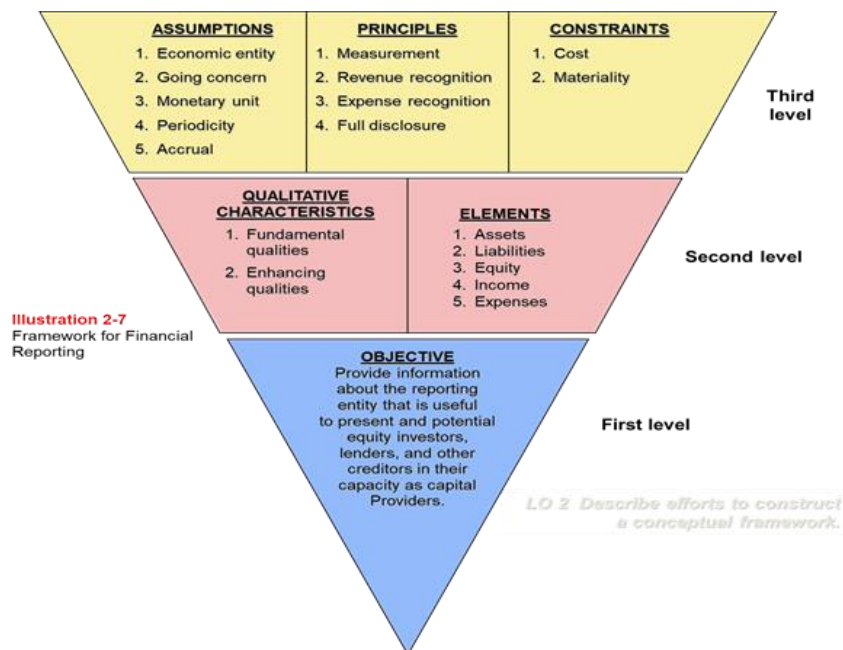 ASSUMPTIONS
1. Economic entity
2. Going concern
3. Monetary unit
4. Periodicity
5. Accrual
PRINCIPLES
1. Measurement
2. Revenue recognition
3. Expense recognition
4. Full disclosure
CONSTRAINTS
1. Cost
2. Materiality
Third
level
QUALITATIVE
CHARACTERISTICS
1. Fundamental
qualities
2. Enhancing
qualities
ELEMENTS
1. Assets
2. Liabilities
3. Equity
4. Income
5. Expenses
Second level
Illustration 2-7
Framework for Financial
Reporting
OBJECTIVE
Provide information
about the reporting
entity that is useful
to present and potential
equity investors,
lenders, and other
creditors in their
capacity as capital
Providers.
First level
LO 2 Describe efforts to construct
a conceptual framework.